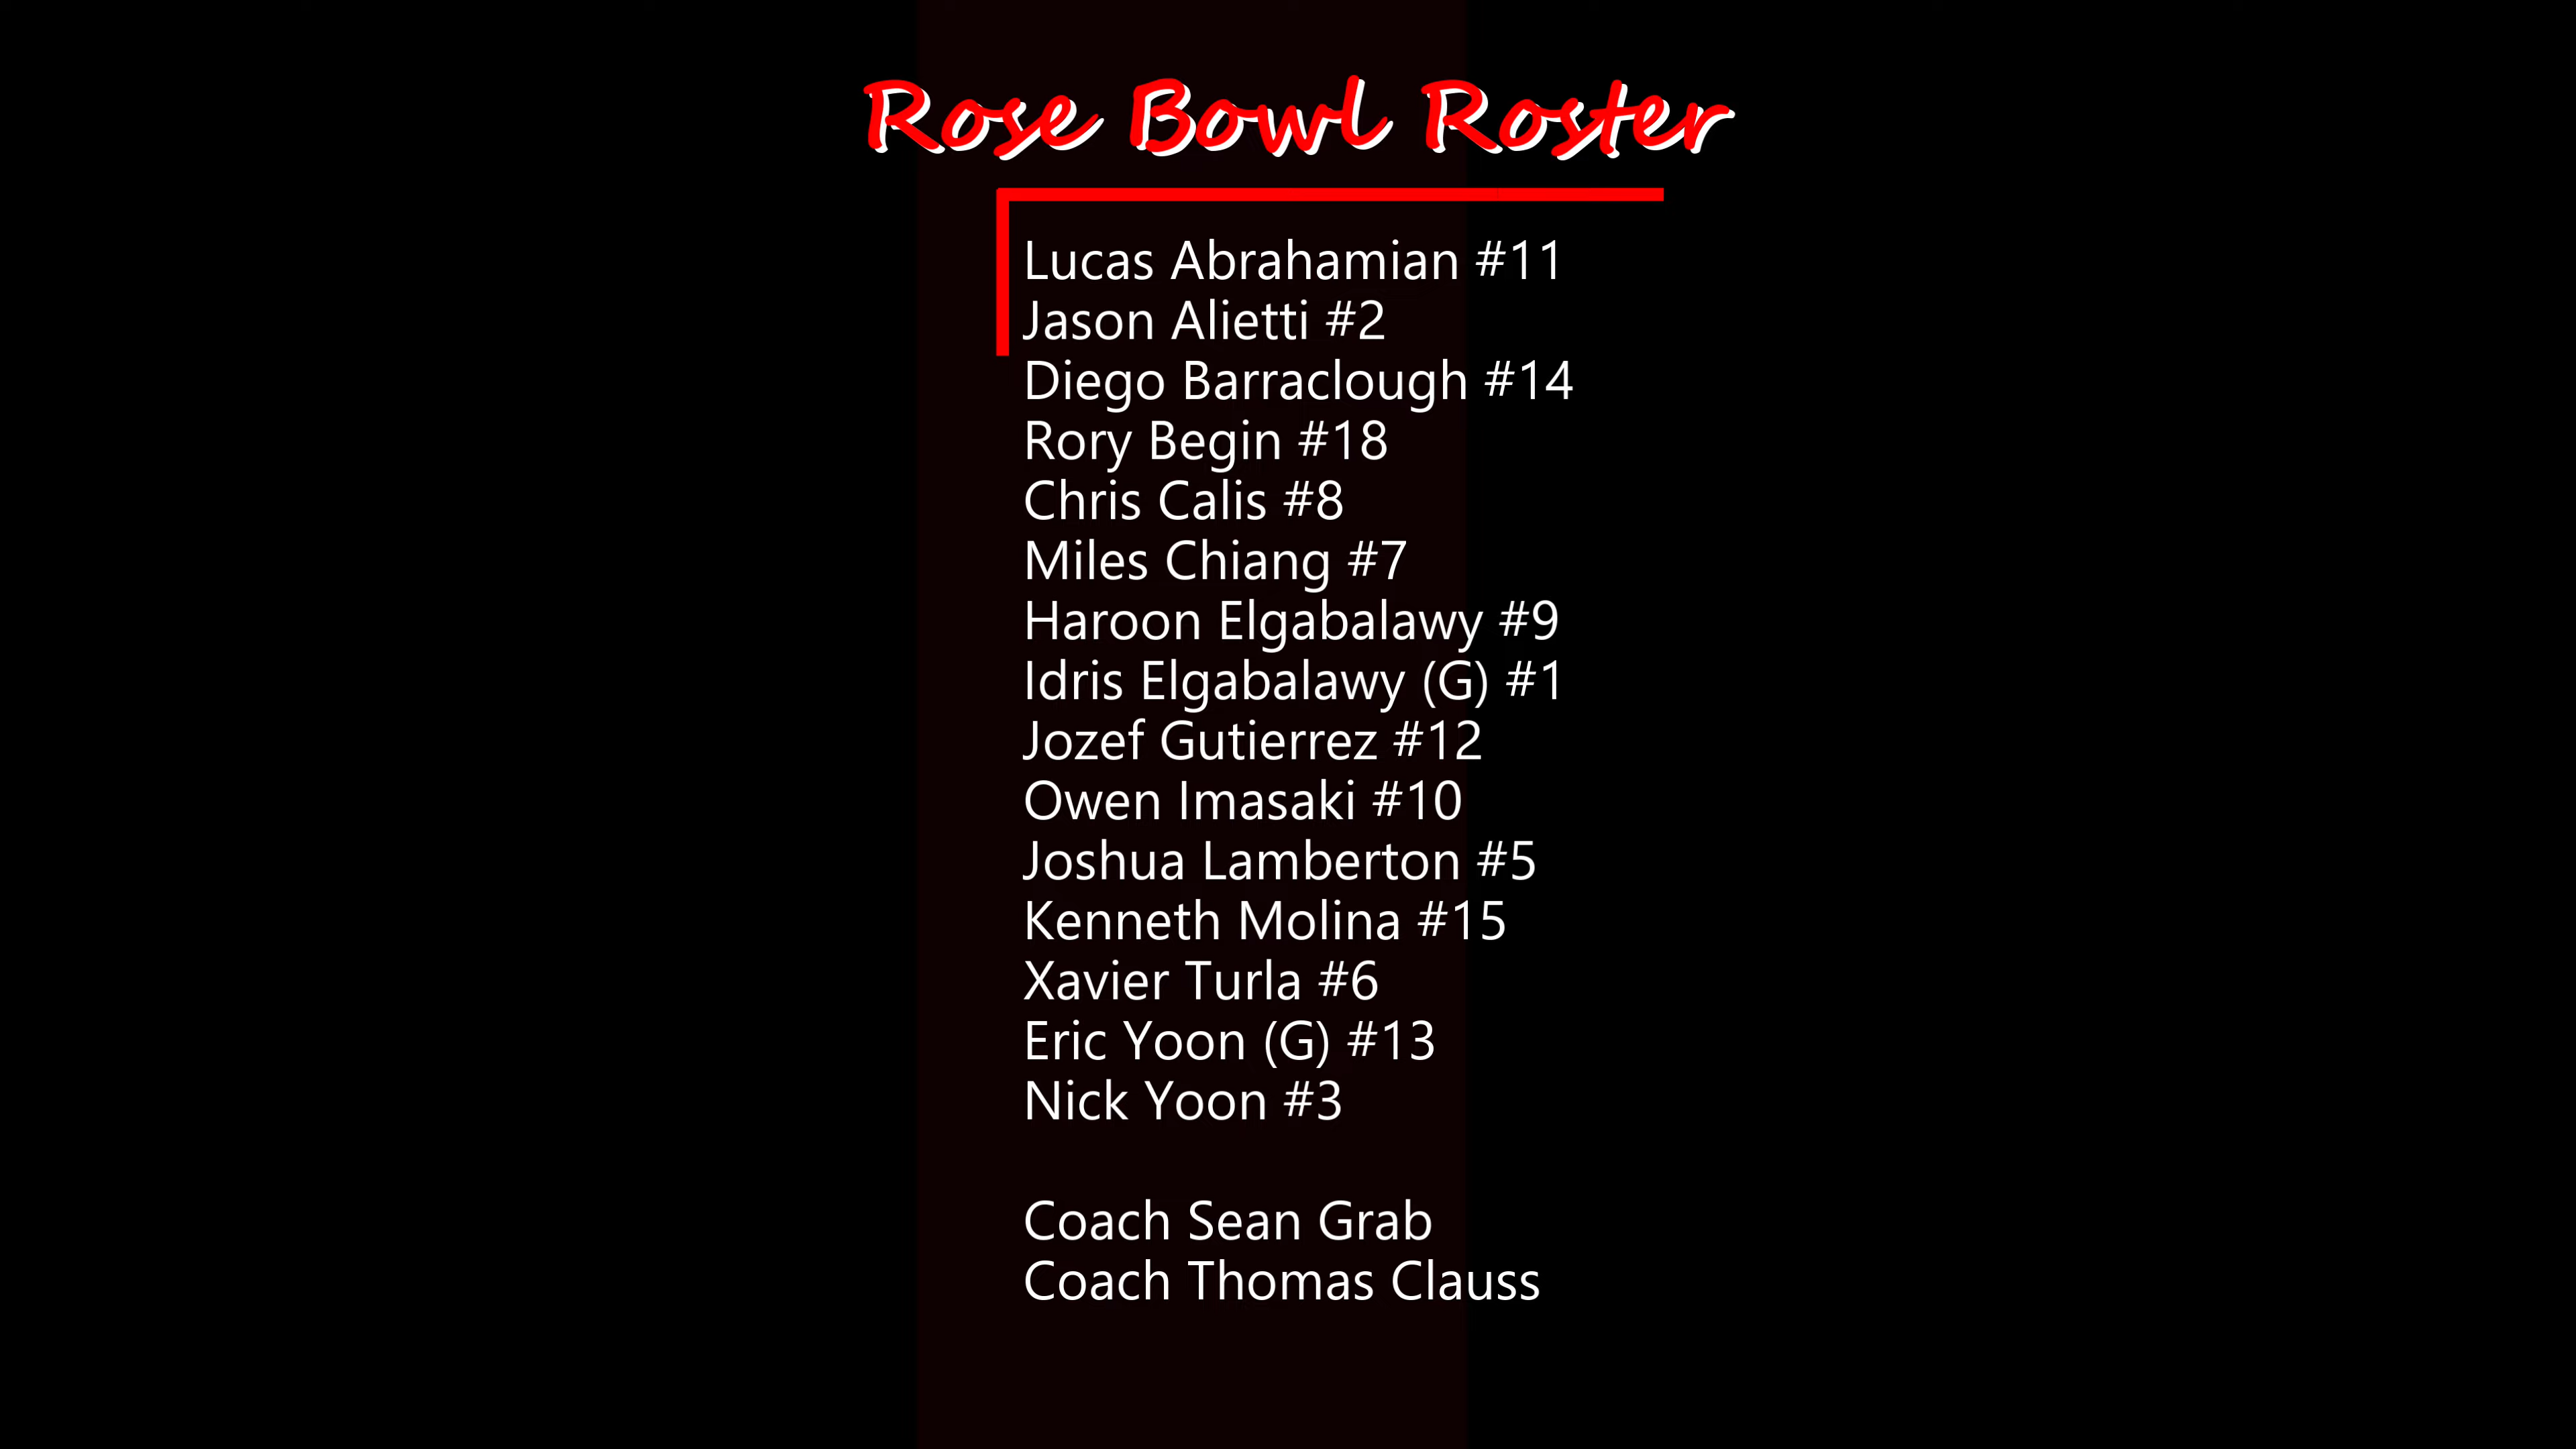 Rose Bowl Roster
Lucas Abrahamian #11
Jason Alietti #2
Diego Barraclough #14
Rory Begin #18
Chris Calis #8
Miles Chiang #7
Haroon Elgabalawy #9
Idris Elgabalawy (G) #1
Jozef Gutierrez #12
Owen Imasaki #10
Joshua Lamberton #5
Kenneth Molina #15
Xavier Turla #6
Eric Yoon (G) #13
Nick Yoon #3
Coach Sean Grab
Coach Thomas Clauss